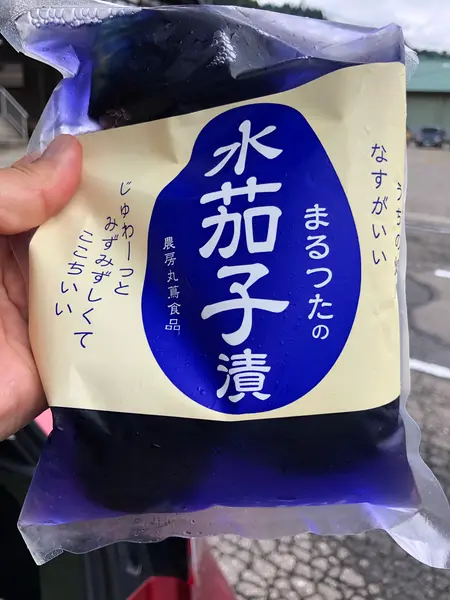 うちの
なすがいい
まるつたの
水茄子漬
農房丸蔦食品
じゅわーっと
みずみずしくて
ここちいい